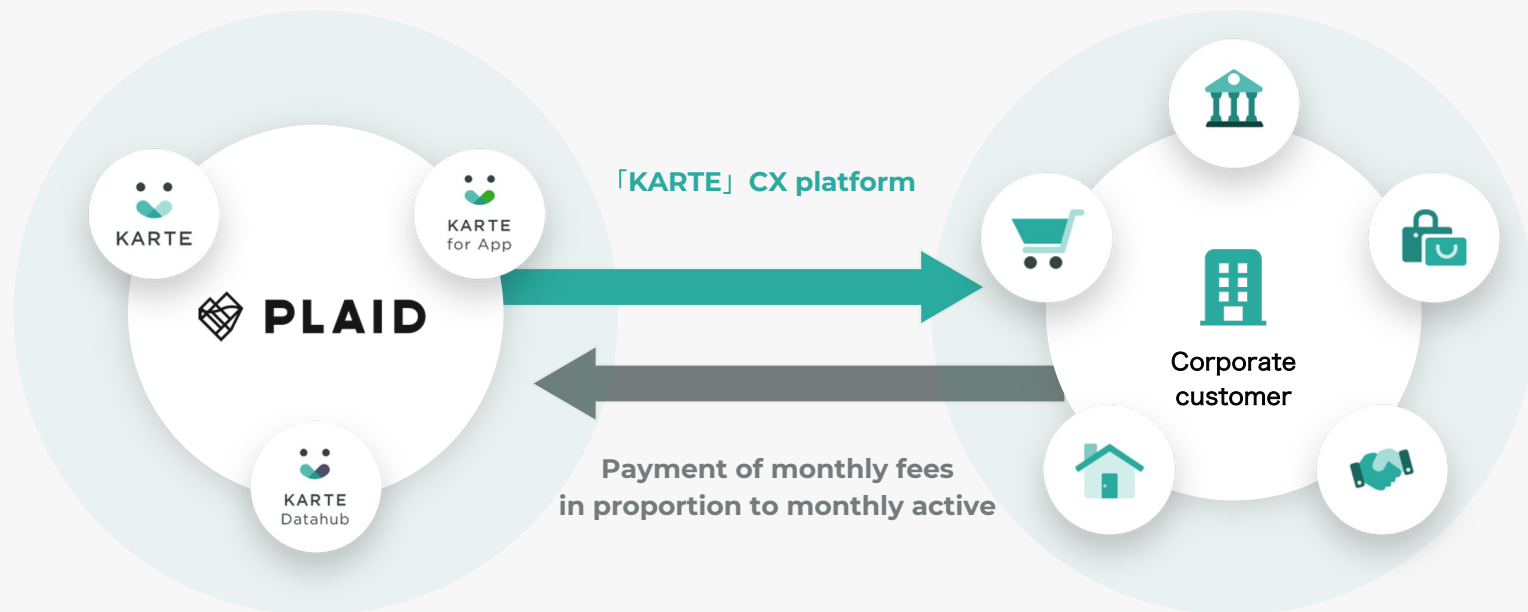 KARTE
KARTE
for App
PLAID
KARTE
Datahub
「KARTE」 CX platform
Payment of monthly fees
in proportion to monthly active
Corporate
customer